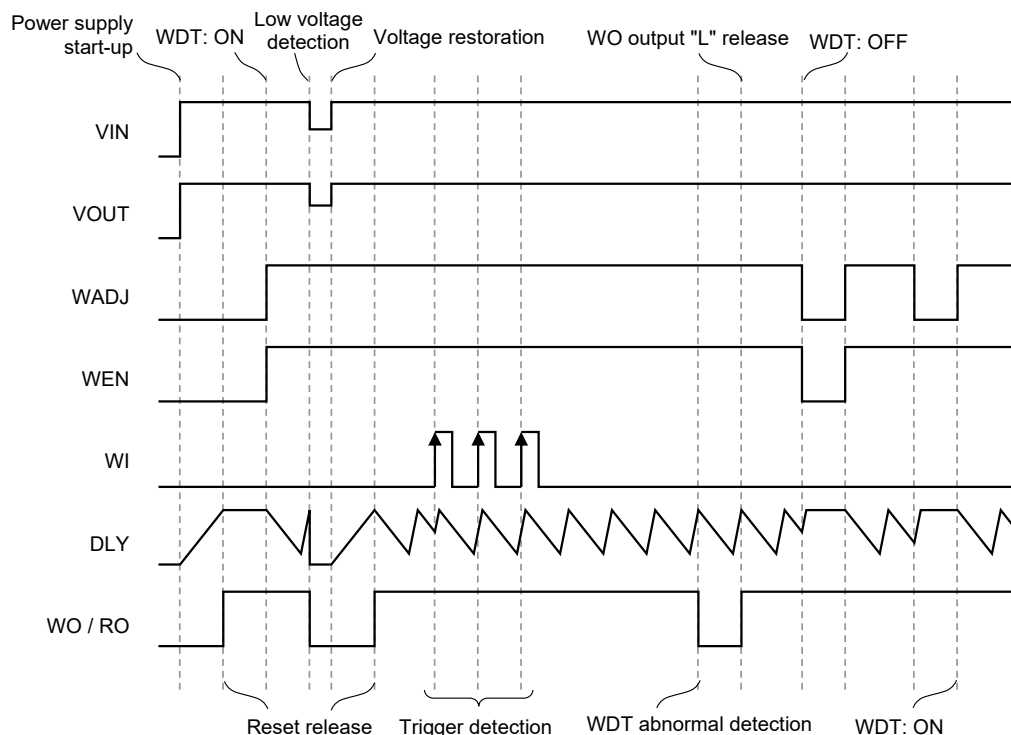 Power supply
start-up
WDT: ON
Low voltage
detection
Voltage restoration
WO output "L" release
WDT: OFF
VIN
VOUT
WADJ
WEN
WI
DLY
WO / RO
Reset release
Trigger detection
WDT abnormal detection
WDT: ON